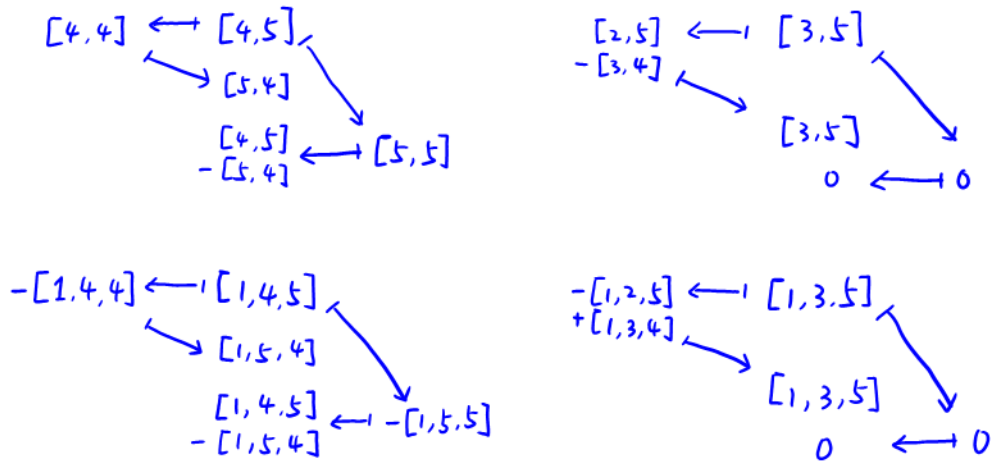 [4,4] ← [4,5]
[5,4]
[4,5]
-[5,4] ← [5,5]
[2,5] ← [3,5]
-[3,4]
[3,5]
0 ← 0
-[1,4,4] ← [1,4,5]
[1,5,4]
[1,4,5] ← -[1,5,5]
-[1,5,4]
-[1,2,5] ← [1,3,5]
+[1,3,4]
[1,3,5]
0 ← 0